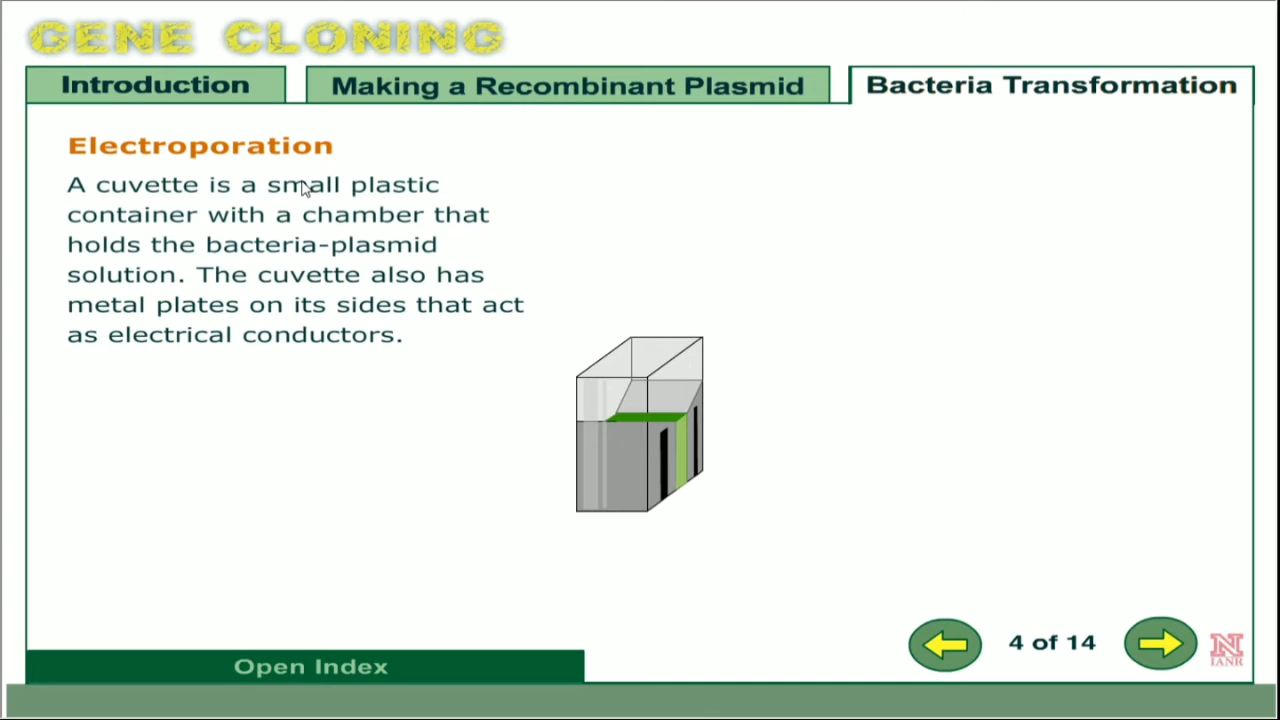 GENE CLONING
Introduction
Making a Recombinant Plasmid
Bacteria Transformation
Electroporation
A cuvette is a small plastic
container with a chamber that
holds the bacteria-plasmid
solution. The cuvette also has
metal plates on its sides that act
as electrical conductors.
4 of 14
N
IANR
Open Index